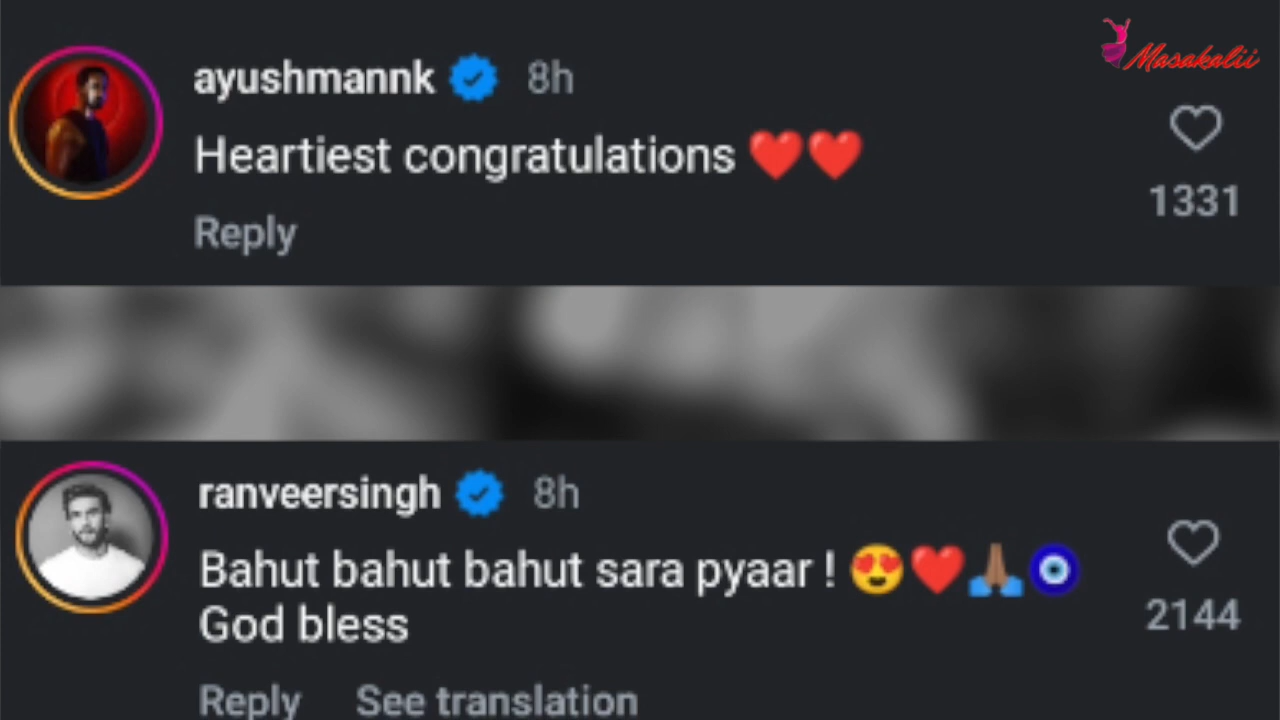 Masakalii
ayushmannk 8h
Heartiest congratulations ❤️❤️
1331
Reply
ranveersingh 8h
Bahut bahut bahut sara pyaar ! 😍❤️🙏🏾🧿
God bless
2144
Reply See translation